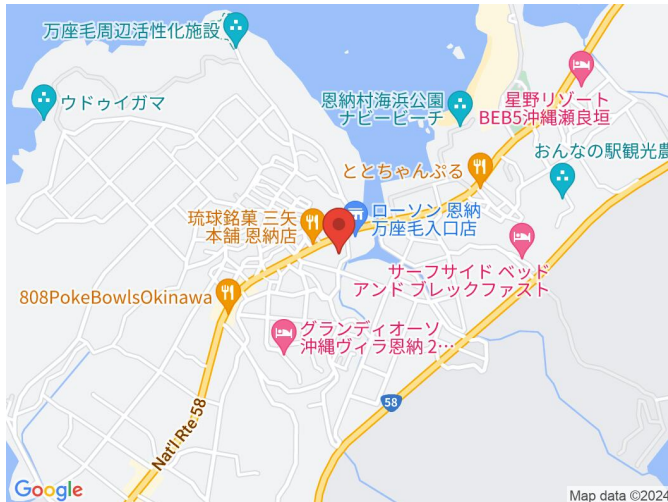 万座毛周辺活性化施設
ウドゥイガマ
恩納村海浜公園
ナビービーチ
星野リゾート
BEB5沖縄瀬良垣
ととちゃんぷる
おんなの駅観光農
琉球銘菓 三矢
本舗 恩納店
ローソン 恩納
万座毛入口店
サーフサイド ベッド
アンド ブレックファスト
808PokeBowlsOkinawa
グランディオーソ
沖縄ヴィラ恩納 2…
58
Nat'l Rte 58
Google
Map data ©2024